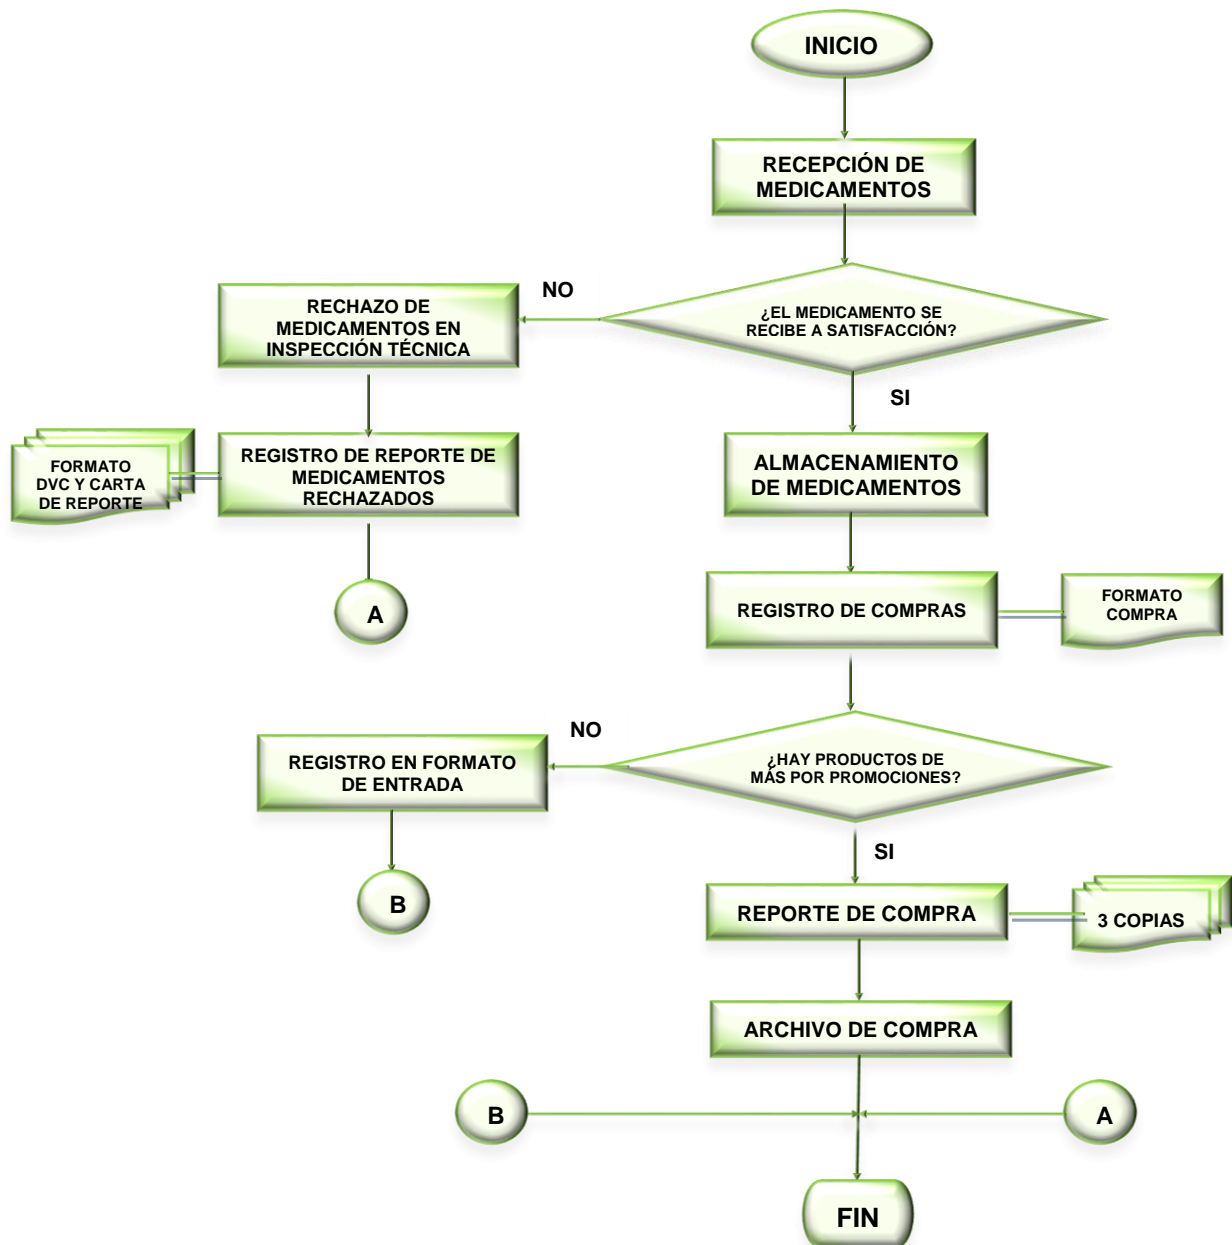 INICIO
RECEPCIÓN DE
MEDICAMENTOS
¿EL MEDICAMENTO SE
RECIBE A SATISFACCIÓN?
NO
RECHAZO DE
MEDICAMENTOS EN
INSPECCIÓN TÉCNICA
SI
REGISTRO DE REPORTE DE
MEDICAMENTOS
RECHAZADOS
FORMATO
DVC Y CARTA
DE REPORTE
A
ALMACENAMIENTO
DE MEDICAMENTOS
REGISTRO DE COMPRAS
FORMATO
COMPRA
¿HAY PRODUCTOS DE
MÁS POR PROMOCIONES?
NO
REGISTRO EN FORMATO
DE ENTRADA
B
SI
REPORTE DE COMPRA
3 COPIAS
ARCHIVO DE COMPRA
B
A
FIN